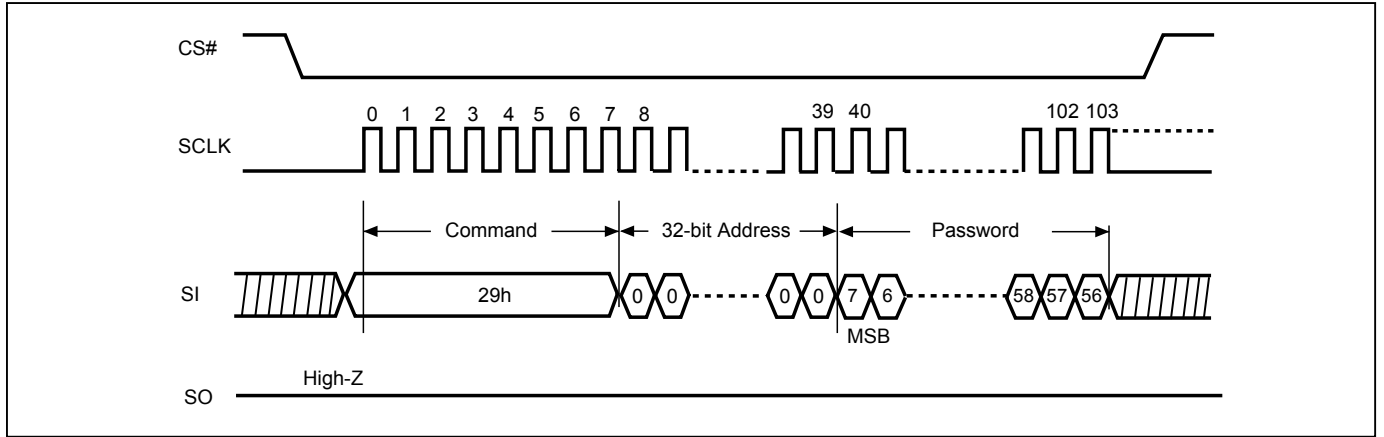 CS#
0 1 2 3 4 5 6 7 8 39 40 102 103
SCLK
Command 32-bit Address Password
SI 29h 0 0 0 0 7 6 58 57 56
MSB
High-Z
SO